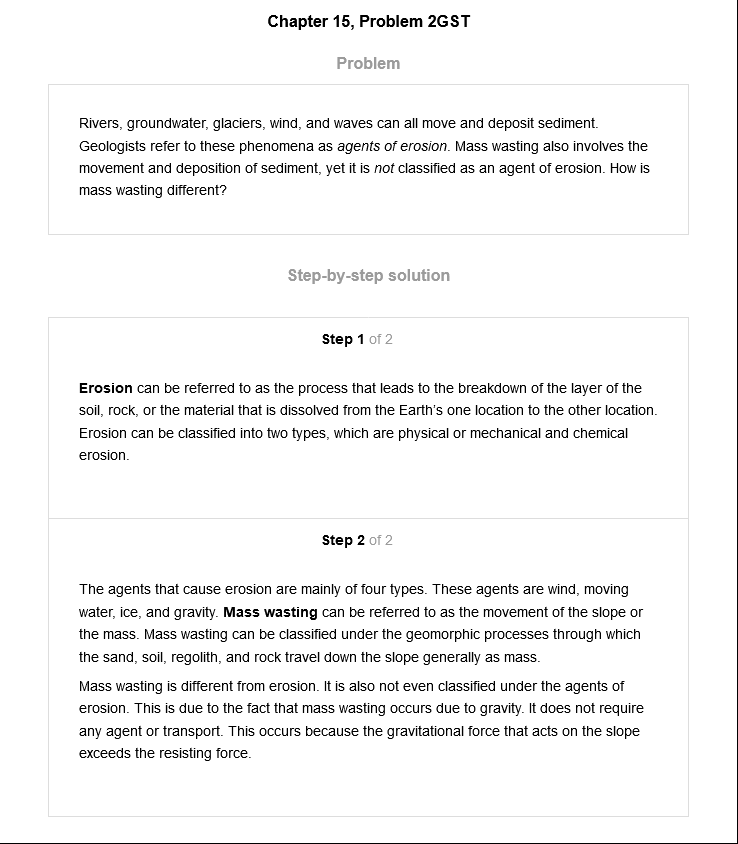 Chapter 15, Problem 2GST
Problem
Rivers, groundwater, glaciers, wind, and waves can all move and deposit sediment.
Geologists refer to these phenomena as agents of erosion. Mass wasting also involves the
movement and deposition of sediment, yet it is not classified as an agent of erosion. How is
mass wasting different?
Step-by-step solution
Step 1 of 2
Erosion can be referred to as the process that leads to the breakdown of the layer of the
soil, rock, or the material that is dissolved from the Earth's one location to the other location.
Erosion can be classified into two types, which are physical or mechanical and chemical
erosion.
Step 2 of 2
The agents that cause erosion are mainly of four types. These agents are wind, moving
water, ice, and gravity. Mass wasting can be referred to as the movement of the slope or
the mass. Mass wasting can be classified under the geomorphic processes through which
the sand, soil, regolith, and rock travel down the slope generally as mass.
Mass wasting is different from erosion. It is also not even classified under the agents of
erosion. This is due to the fact that mass wasting occurs due to gravity. It does not require
any agent or transport. This occurs because the gravitational force that acts on the slope
exceeds the resisting force.